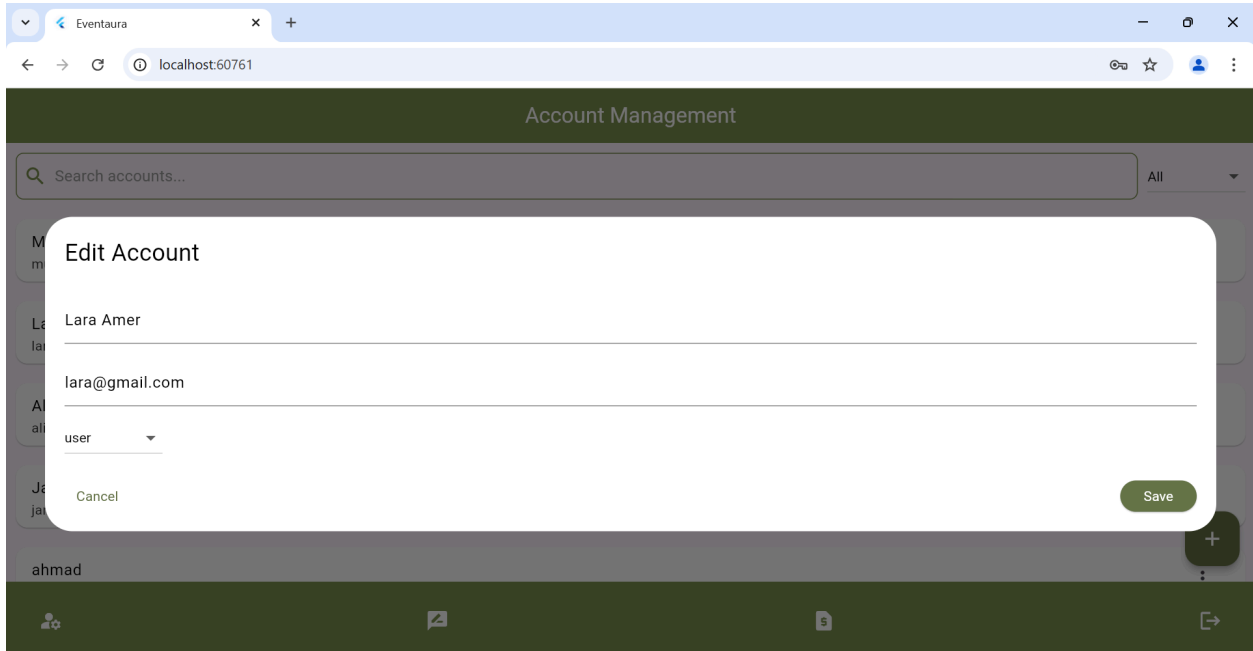 Eventaura
localhost:60761
Account Management
Search accounts...
All
Edit Account
Lara Amer
lara@gmail.com
user
Cancel
Save
ahmad